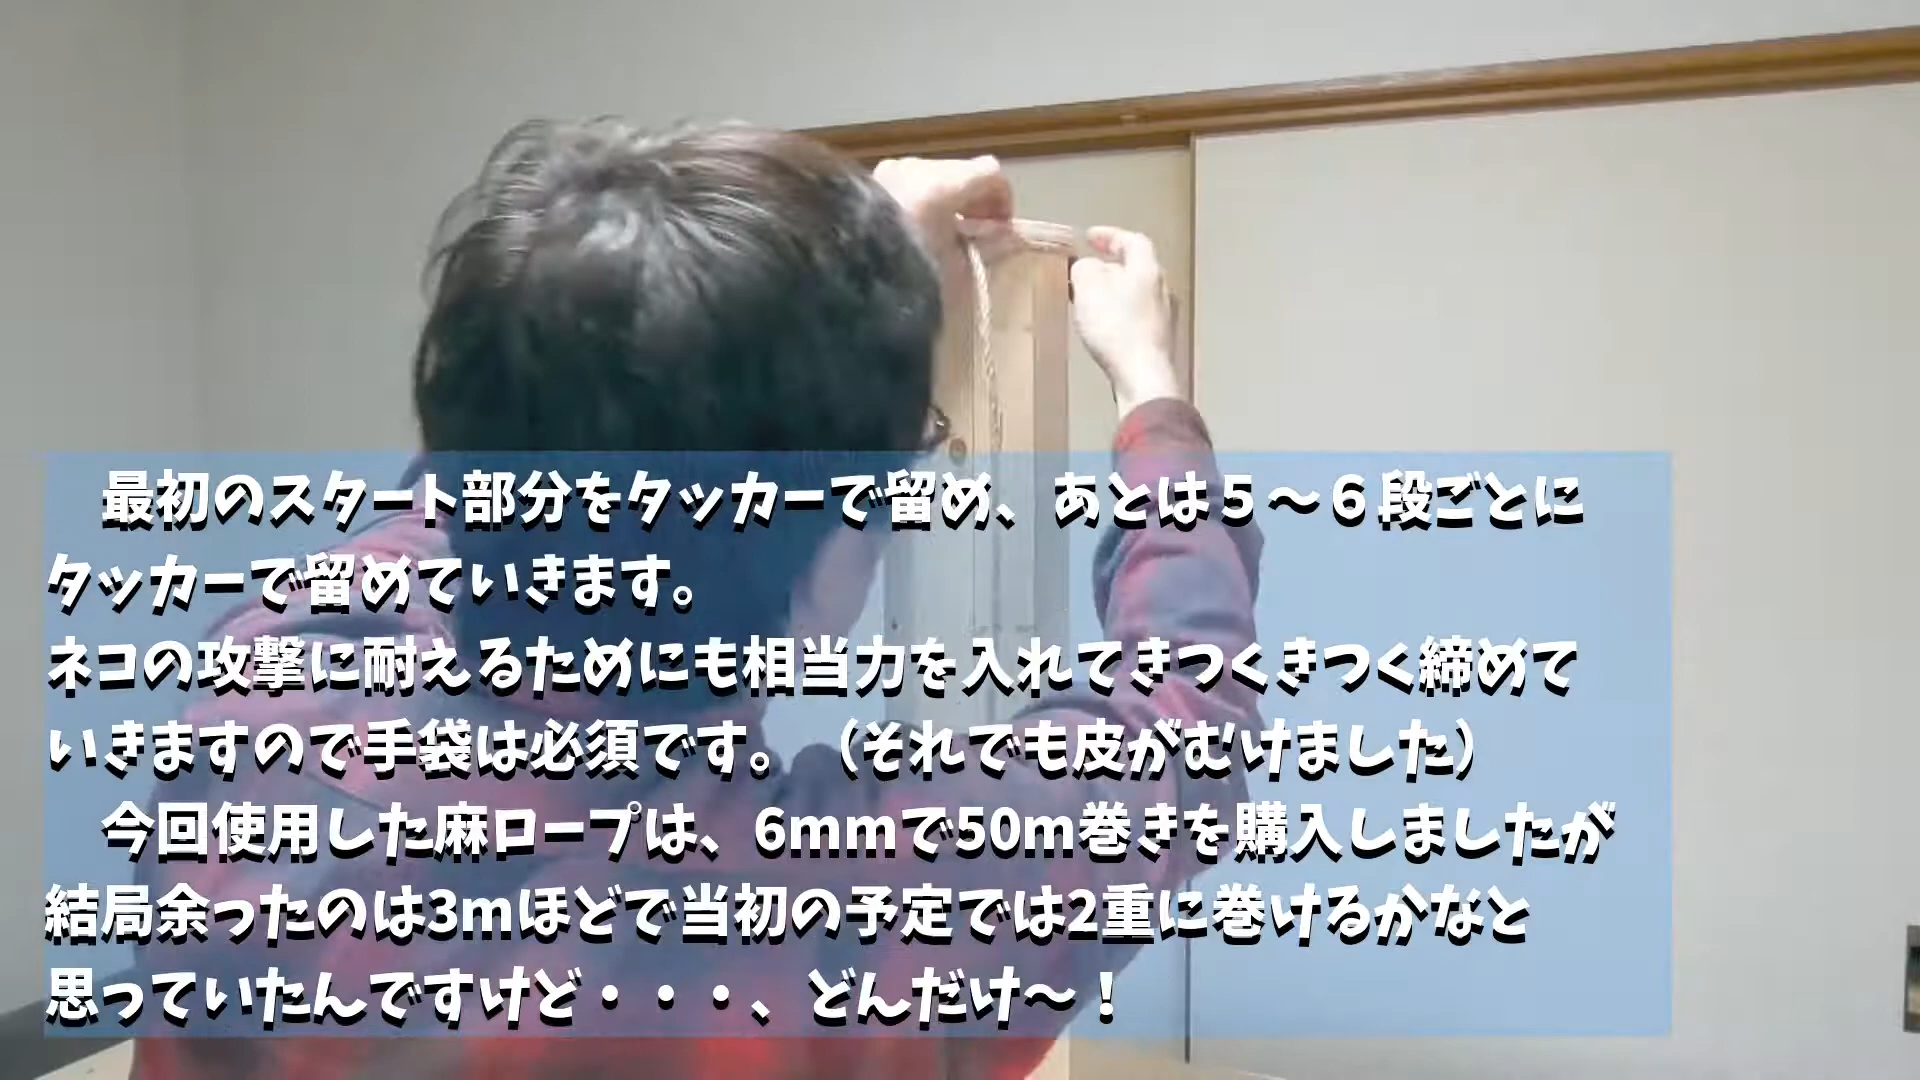 最初のスタート部分をタッカーで留め、あとは５～６段ごとに
タッカーで留めていきます。
ネコの攻撃に耐えるためにも相当力を入れてきつくきつく締めて
いきますので手袋は必須です。（それでも皮がむけました）
今回使用した麻ロープは、6mmで50m巻きを購入しましたが
結局余ったのは3mほどで当初の予定では2重に巻けるかなと
思っていたんですけど・・・、どんだけ～！